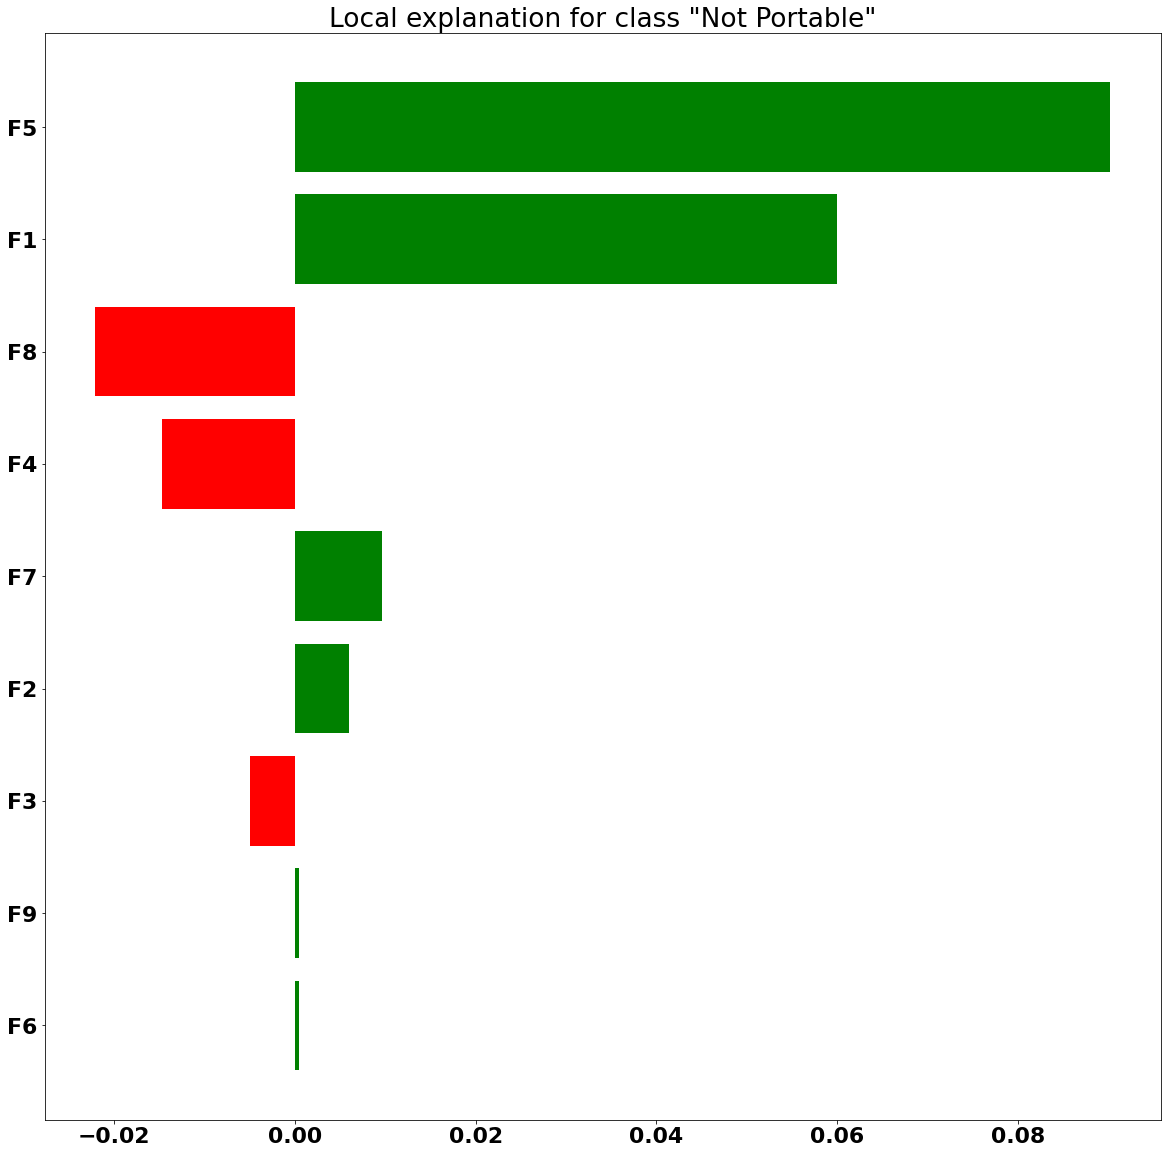 Local explanation for class "Not Portable"
F5
F1
F8
F4
F7
F2
F3
F9
F6
−0.02 0.00 0.02 0.04 0.06 0.08